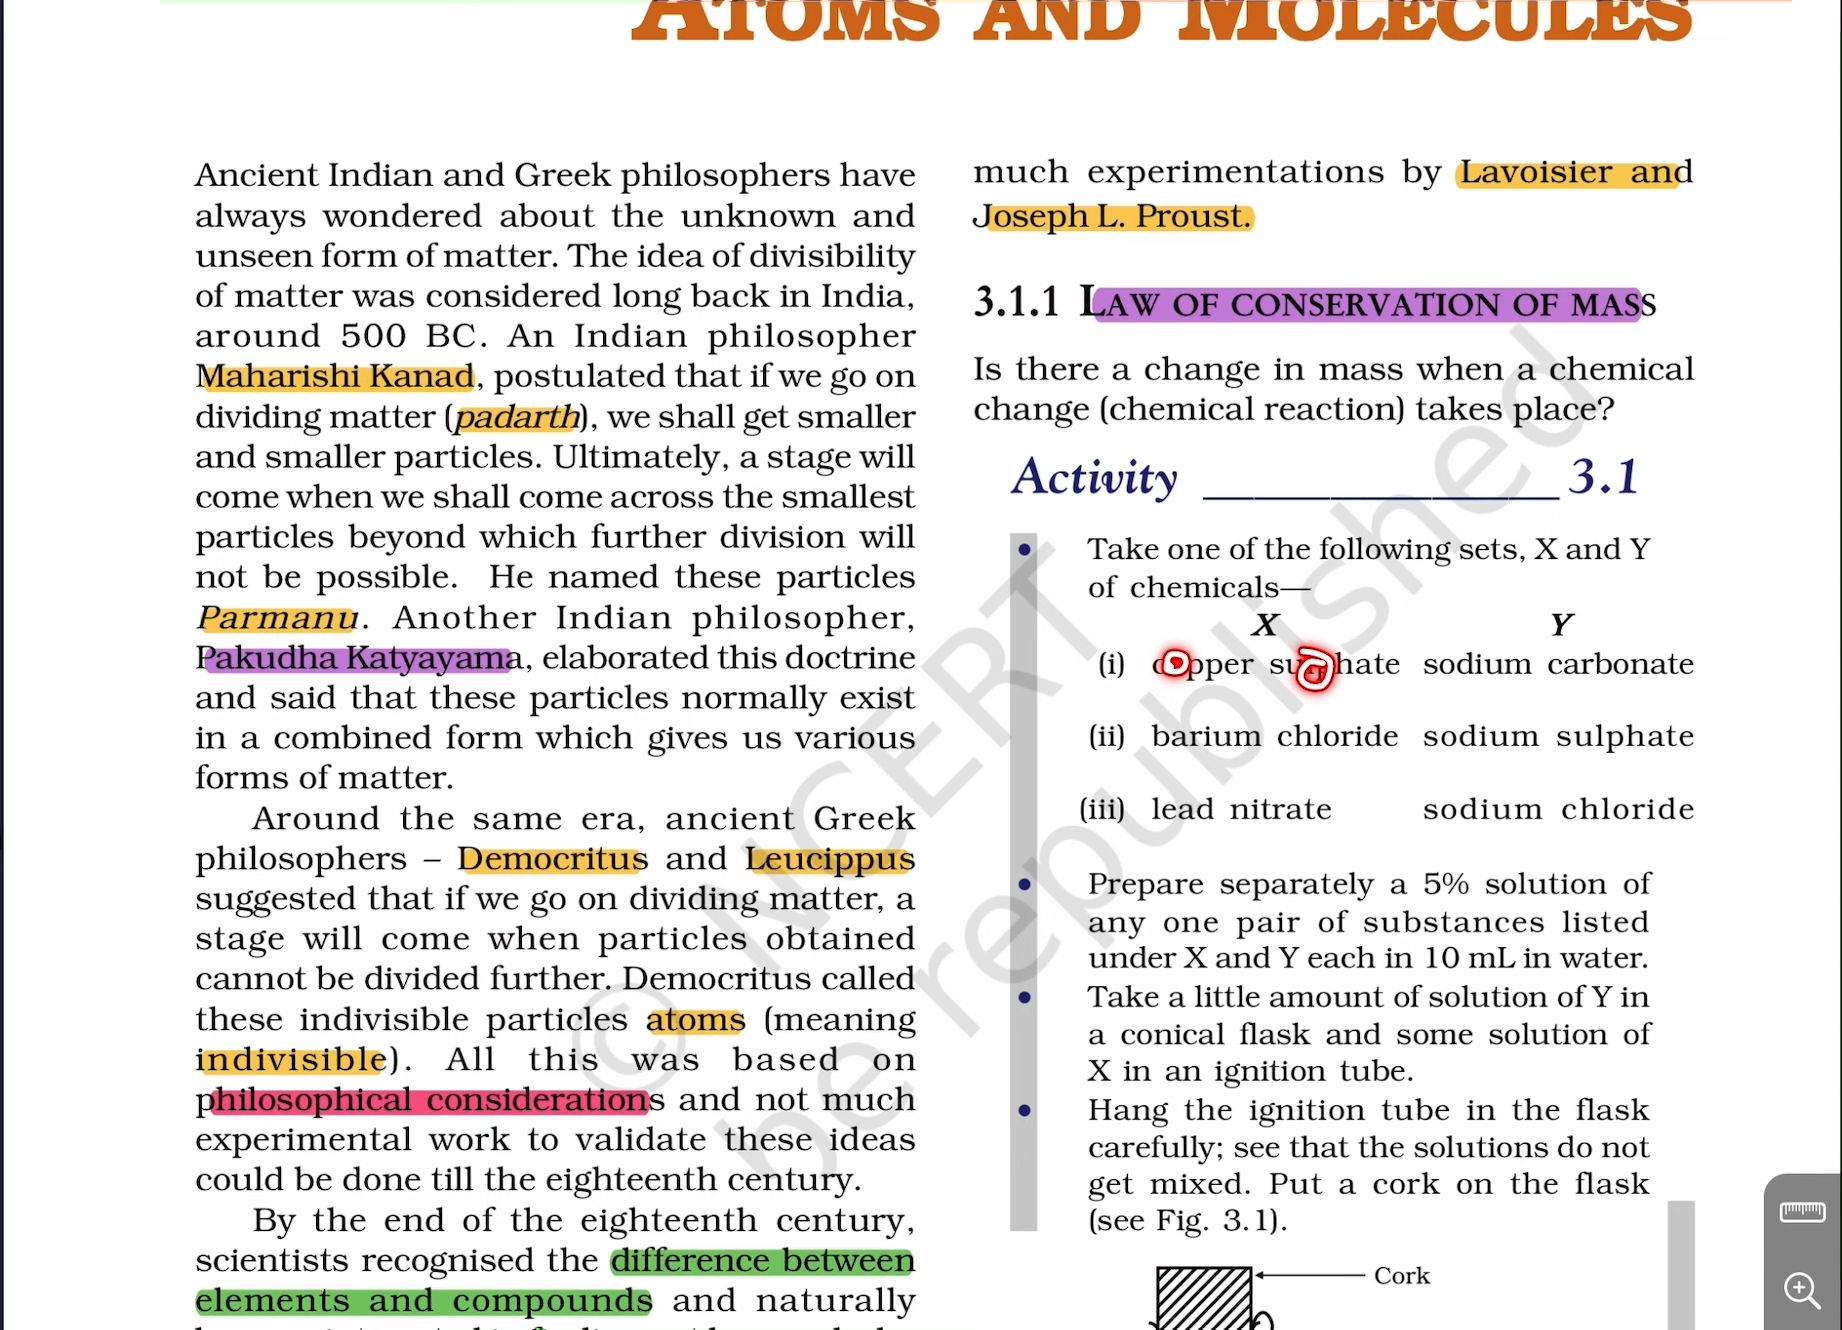 ATOMS AND MOLECULES
Ancient Indian and Greek philosophers have
always wondered about the unknown and
unseen form of matter. The idea of divisibility
of matter was considered long back in India,
around 500 BC. An Indian philosopher
Maharishi Kanad, postulated that if we go on
dividing matter (padarth), we shall get smaller
and smaller particles. Ultimately, a stage will
come when we shall come across the smallest
particles beyond which further division will
not be possible. He named these particles
Parmanu. Another Indian philosopher,
Pakudha Katyayama, elaborated this doctrine
and said that these particles normally exist
in a combined form which gives us various
forms of matter.
Around the same era, ancient Greek
philosophers – Democritus and Leucippus
suggested that if we go on dividing matter, a
stage will come when particles obtained
cannot be divided further. Democritus called
these indivisible particles atoms (meaning
indivisible). All this was based on
philosophical considerations and not much
experimental work to validate these ideas
could be done till the eighteenth century.
By the end of the eighteenth century,
scientists recognised the difference between
elements and compounds and naturally
much experimentations by Lavoisier and
Joseph L. Proust.
3.1.1 LAW OF CONSERVATION OF MASS
Is there a change in mass when a chemical
change (chemical reaction) takes place?
Activity 3.1
• Take one of the following sets, X and Y
of chemicals—
X Y
(i) copper sulphate sodium carbonate
(ii) barium chloride sodium sulphate
(iii) lead nitrate sodium chloride
• Prepare separately a 5% solution of
any one pair of substances listed
under X and Y each in 10 mL in water.
• Take a little amount of solution of Y in
a conical flask and some solution of
X in an ignition tube.
• Hang the ignition tube in the flask
carefully; see that the solutions do not
get mixed. Put a cork on the flask
(see Fig. 3.1).
Cork
© NCERT
be republished